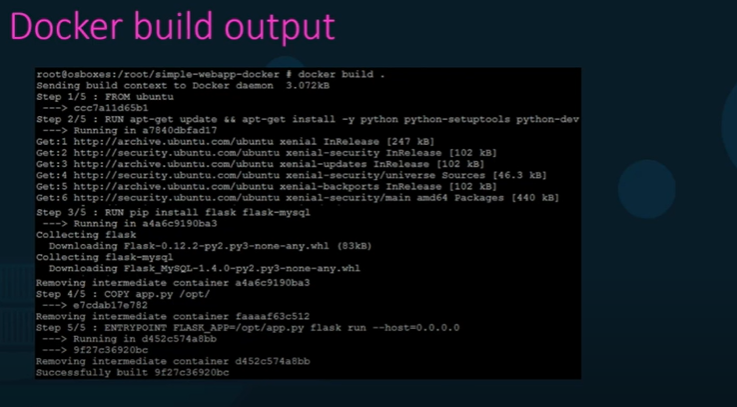 Docker build output
root@osboxes:/root/simple-webapp-docker # docker build .
Sending build context to Docker daemon  3.072kB
Step 1/5 : FROM ubuntu
 ---> ccc7a11d65b1
Step 2/5 : RUN apt-get update && apt-get install -y python python-setuptools python-dev
 ---> Running in a7840dbfad17
Get:1 http://archive.ubuntu.com/ubuntu xenial InRelease [247 kB]
Get:2 http://security.ubuntu.com/ubuntu xenial-security InRelease [102 kB]
Get:3 http://archive.ubuntu.com/ubuntu xenial-updates InRelease [102 kB]
Get:4 http://security.ubuntu.com/ubuntu xenial-security/universe Sources [46.3 kB]
Get:5 http://archive.ubuntu.com/ubuntu xenial-backports InRelease [102 kB]
Get:6 http://security.ubuntu.com/ubuntu xenial-security/main amd64 Packages [440 kB]
Step 3/5 : RUN pip install flask flask-mysql
 ---> Running in a4a6c9190ba3
Collecting flask
  Downloading Flask-0.12.2-py2.py3-none-any.whl (83kB)
Collecting flask-mysql
  Downloading Flask_MySQL-1.4.0-py2.py3-none-any.whl
Removing intermediate container a4a6c9190ba3
Step 4/5 : COPY app.py /opt/
 ---> e7cdab17e782
Removing intermediate container faaaaf63c512
Step 5/5 : ENTRYPOINT FLASK_APP=/opt/app.py flask run --host=0.0.0.0
 ---> Running in d452c574a8bb
 ---> 9f27c36920bc
Removing intermediate container d452c574a8bb
Successfully built 9f27c36920bc